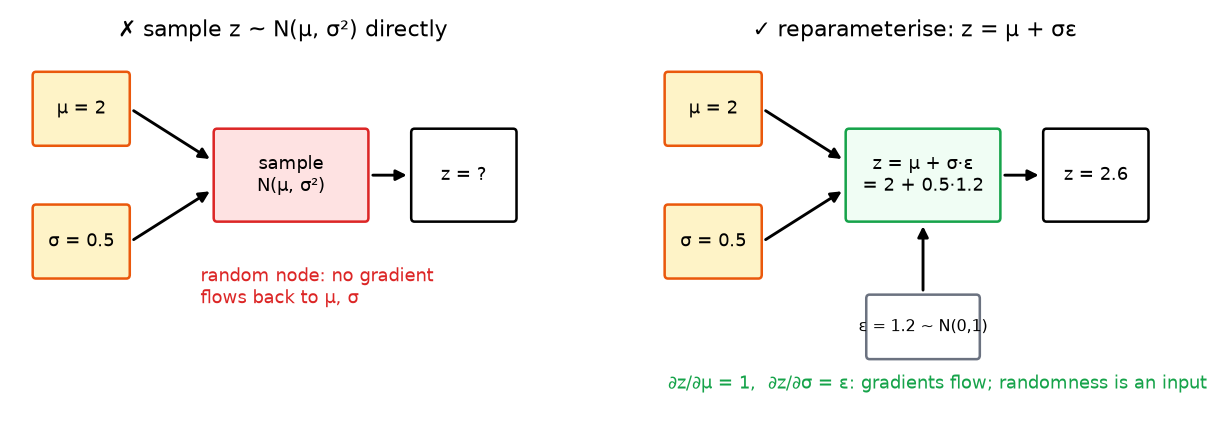 ✗ sample z ~ N(μ, σ²) directly
μ = 2
σ = 0.5
sample
N(μ, σ²)
z = ?
random node: no gradient
flows back to μ, σ
✓ reparameterise: z = μ + σε
μ = 2
σ = 0.5
z = μ + σ·ε
= 2 + 0.5·1.2
z = 2.6
ε = 1.2 ~ N(0,1)
∂z/∂μ = 1,  ∂z/∂σ = ε: gradients flow; randomness is an input